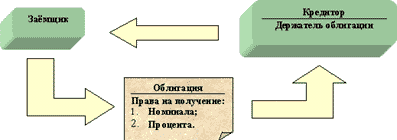 Заёмщик
Кредитор
Держатель облигации
Облигация
Права на получение:
1. Номинала;
2. Процента.